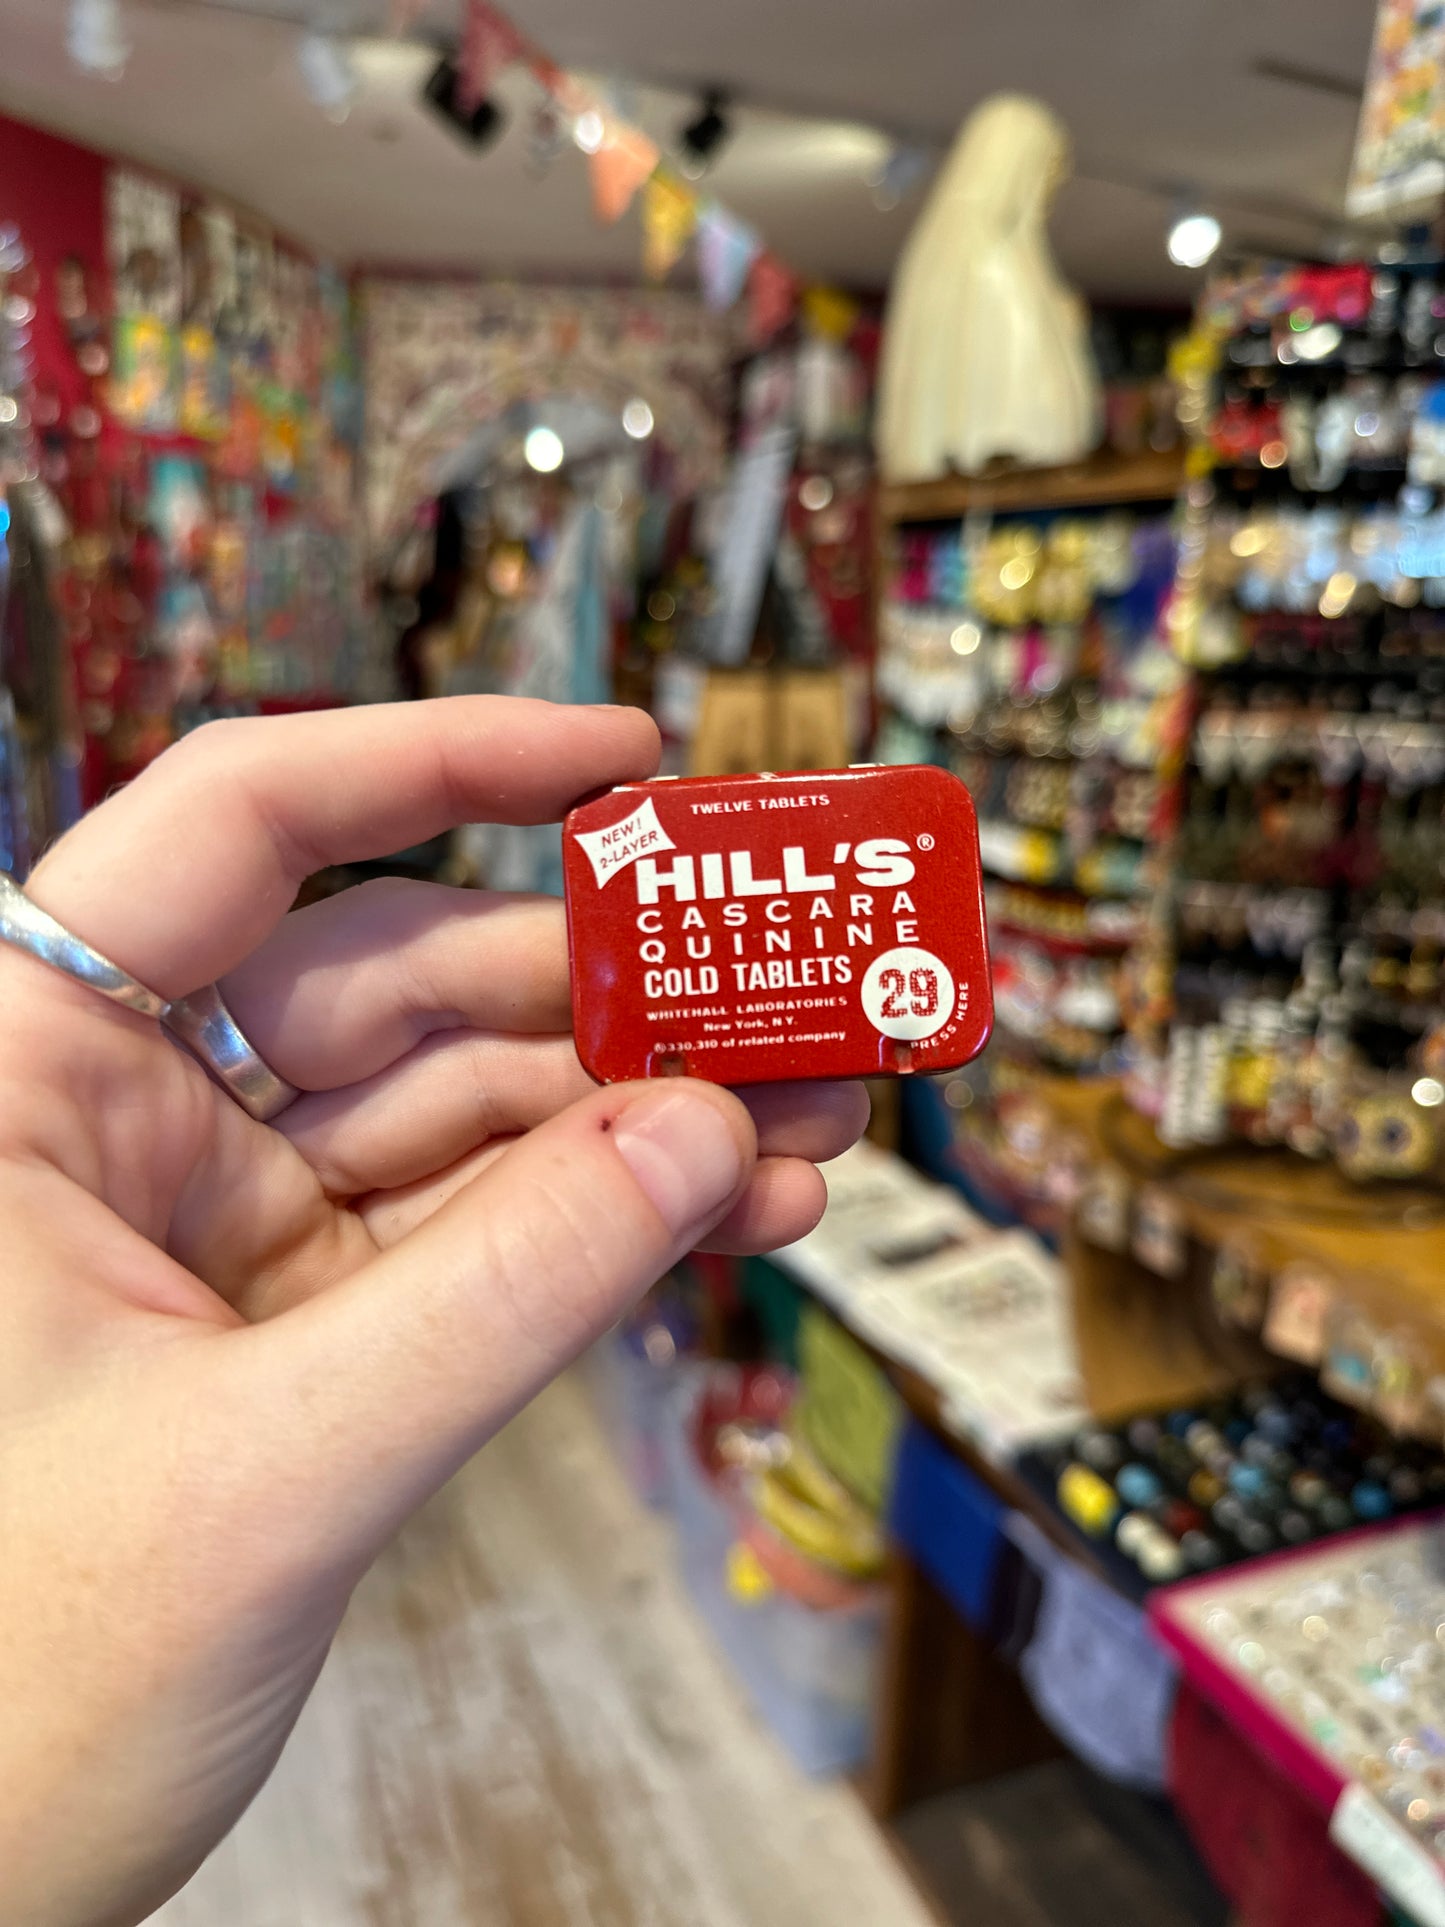 TWELVE TABLETS
NEW!
2-LAYER
HILL'S®
CASCARA
QUININE
COLD TABLETS
29
WHITEHALL LABORATORIES
New York, N.Y.
©330,310 of related company
PRESS HERE